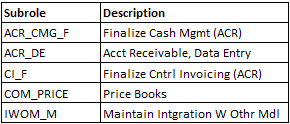 Subrole Description
ACR_CMG_F Finalize Cash Mgmt (ACR)
ACR_DE Acct Receivable, Data Entry
CI_F Finalize Cntrl Invoicing (ACR)
COM_PRICE Price Books
IWOM_M Maintain Intgration W Othr Mdl